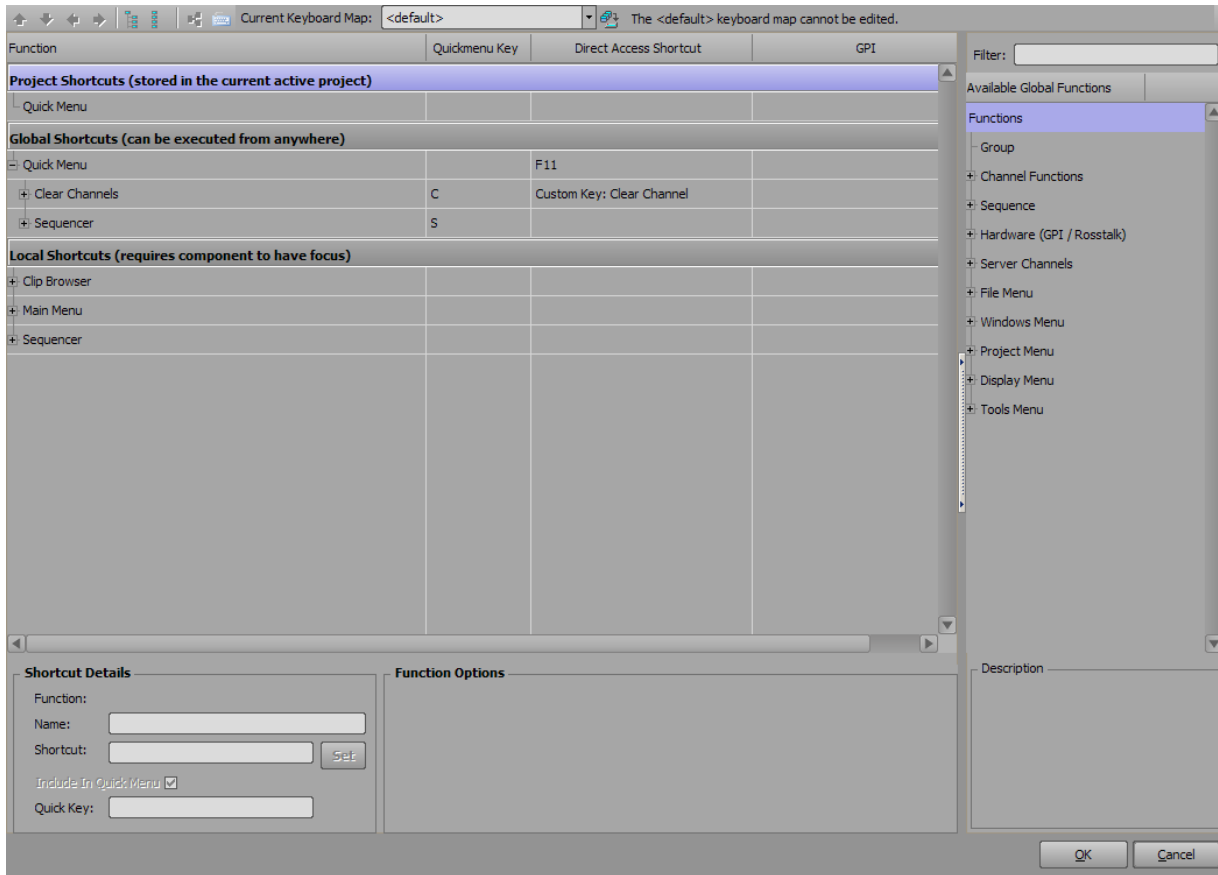 Current Keyboard Map: <default> The <default> keyboard map cannot be edited.
Function Quickmenu Key Direct Access Shortcut GPI
Project Shortcuts (stored in the current active project)
Quick Menu
Global Shortcuts (can be executed from anywhere)
Quick Menu F11
Clear Channels C Custom Key: Clear Channel
Sequencer S
Local Shortcuts (requires component to have focus)
Clip Browser
Main Menu
Sequencer
Filter:
Available Global Functions
Functions
Group
Channel Functions
Sequence
Hardware (GPI / Rosstalk)
Server Channels
File Menu
Windows Menu
Project Menu
Display Menu
Tools Menu
Shortcut Details
Function:
Name:
Shortcut: Set
Include In Quick Menu
Quick Key:
Function Options
Description
OK Cancel